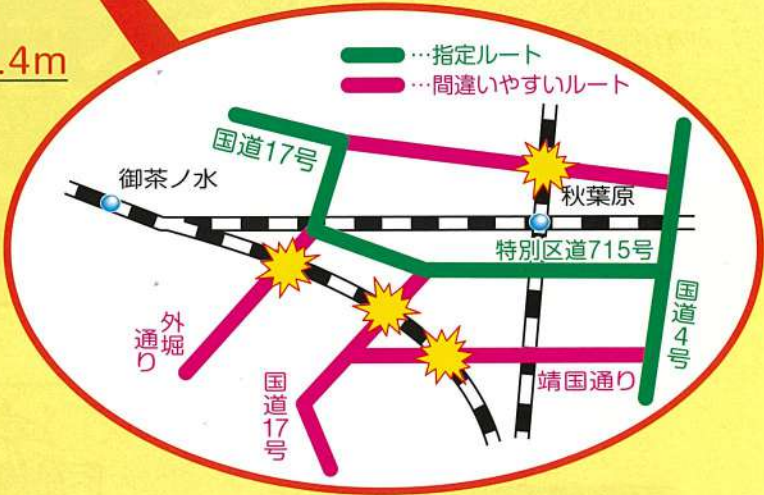 .4m
…指定ルート
…間違いやすいルート
国道17号
御茶ノ水
秋葉原
特別区道715号
外堀
通り
国道17号
靖国通り
国道4号